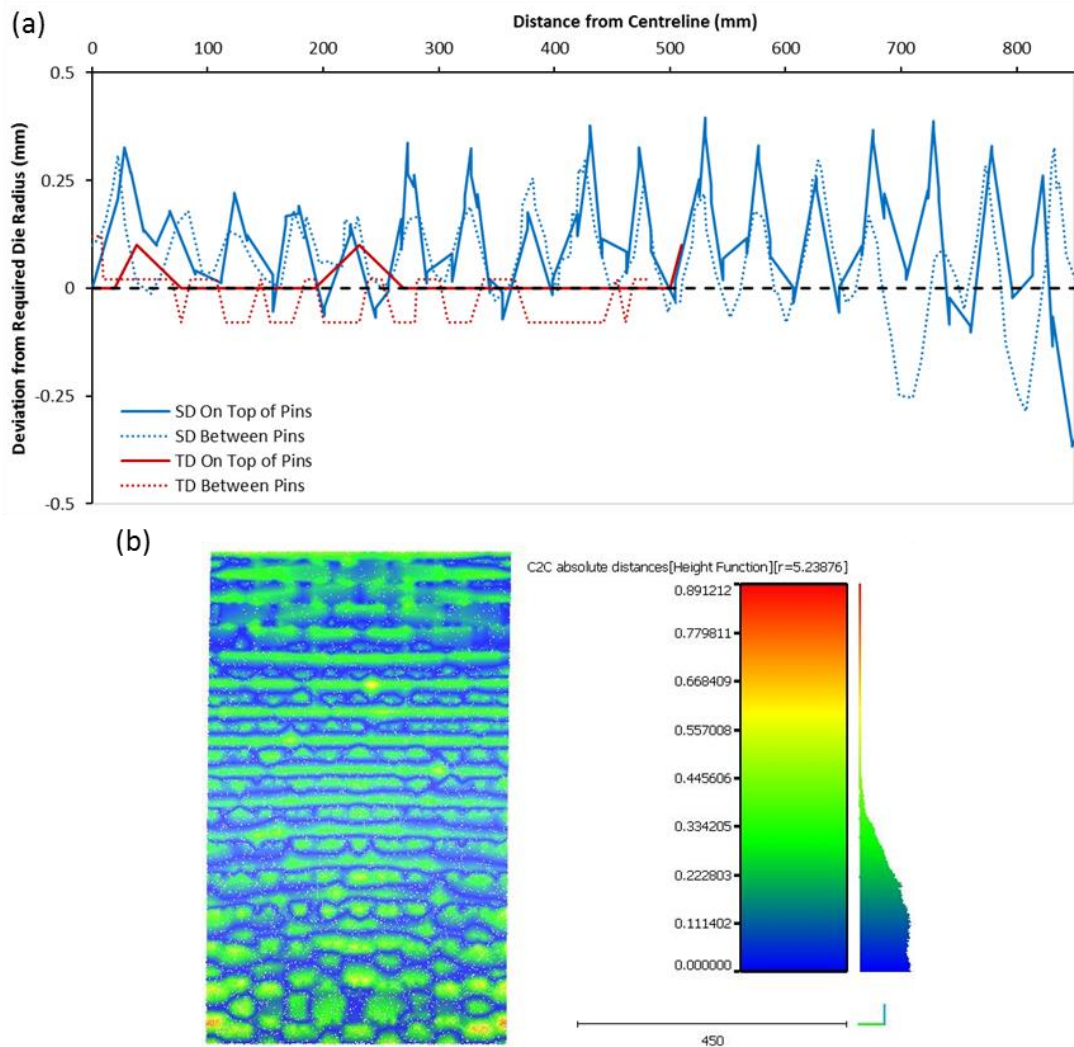 (a)
Distance from Centreline (mm)
0 100 200 300 400 500 600 700 800
Deviation from Required Die Radius (mm)
0.5
0.25
0
-0.25
-0.5
SD On Top of Pins
SD Between Pins
TD On Top of Pins
TD Between Pins
(b)
C2C absolute distances[Height Function][r=5.23876]
0.891212
0.779811
0.668409
0.557008
0.445606
0.334205
0.222803
0.111402
0.000000
450